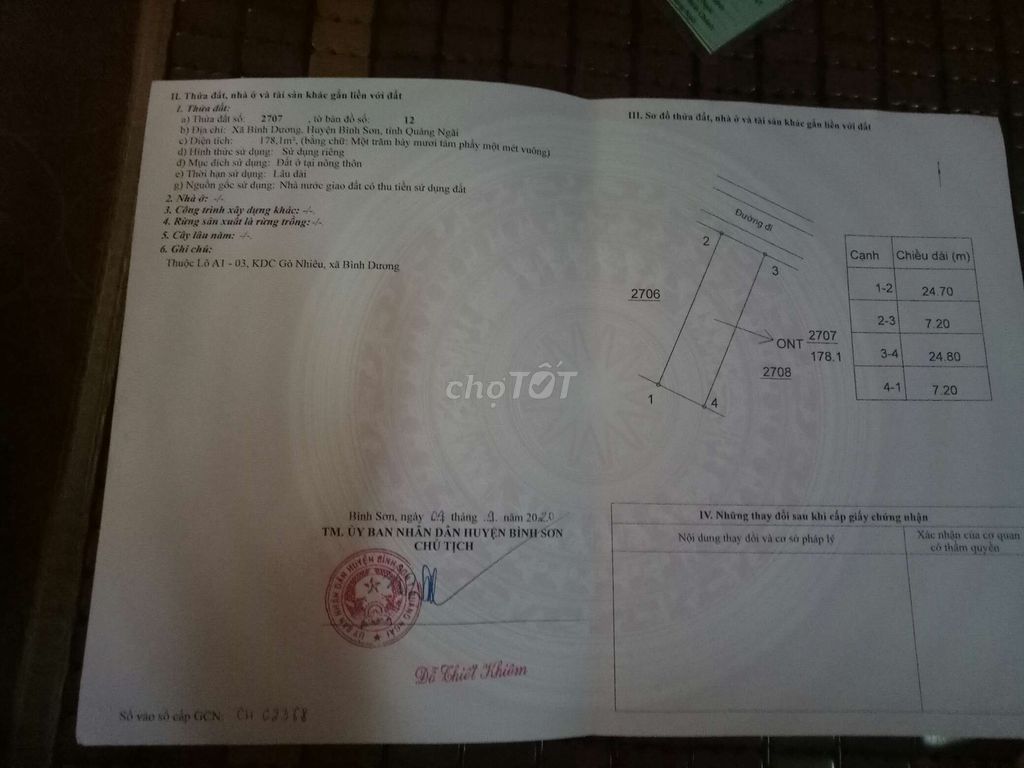 II. Thửa đất, nhà ở và tài sản khác gắn liền với đất
1. Thửa đất:
a) Thửa đất số: 2707 , tờ bản đồ số: 12
b) Địa chỉ: Xã Bình Dương, Huyện Bình Sơn, tỉnh Quảng Ngãi
c) Diện tích: 178,1m², (bằng chữ: Một trăm bảy mươi tám phẩy một mét vuông)
d) Hình thức sử dụng: Sử dụng riêng
đ) Mục đích sử dụng: Đất ở tại nông thôn
e) Thời hạn sử dụng: Lâu dài
g) Nguồn gốc sử dụng: Nhà nước giao đất có thu tiền sử dụng đất
2. Nhà ở: -/-
3. Công trình xây dựng khác: -/-.
4. Rừng sản xuất là rừng trồng: -/-.
5. Cây lâu năm: -/-.
6. Ghi chú:
Thuộc Lô A1 - 03, KDC Gò Nhiêu, xã Bình Dương
Bình Sơn, ngày 04 tháng 9 năm 2020
TM. ỦY BAN NHÂN DÂN HUYỆN BÌNH SƠN
CHỦ TỊCH
ỦY BAN NHÂN DÂN HUYỆN BÌNH SƠN T. QUẢNG NGÃI
Đỗ Thiết Khiêm
Số vào sổ cấp GCN: CH 02368
III. Sơ đồ thửa đất, nhà ở và tài sản khác gắn liền với đất
Đường đi
2
3
2706
ONT 2707
178.1
2708
1
4
Cạnh Chiều dài (m)
1-2 24.70
2-3 7.20
3-4 24.80
4-1 7.20
chợTỐT
IV. Những thay đổi sau khi cấp giấy chứng nhận
Nội dung thay đổi và cơ sở pháp lý
Xác nhận của cơ quan
có thẩm quyền